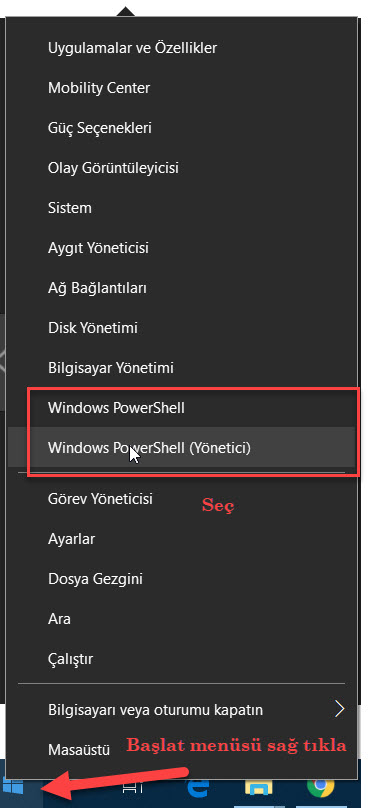 Uygulamalar ve Özellikler
Mobility Center
Güç Seçenekleri
Olay Görüntüleyicisi
Sistem
Aygıt Yöneticisi
Ağ Bağlantıları
Disk Yönetimi
Bilgisayar Yönetimi
Windows PowerShell
Windows PowerShell (Yönetici)
Görev Yöneticisi
Seç
Ayarlar
Dosya Gezgini
Ara
Çalıştır
Bilgisayarı veya oturumu kapatın
Masaüstü
Başlat menüsü sağ tıkla